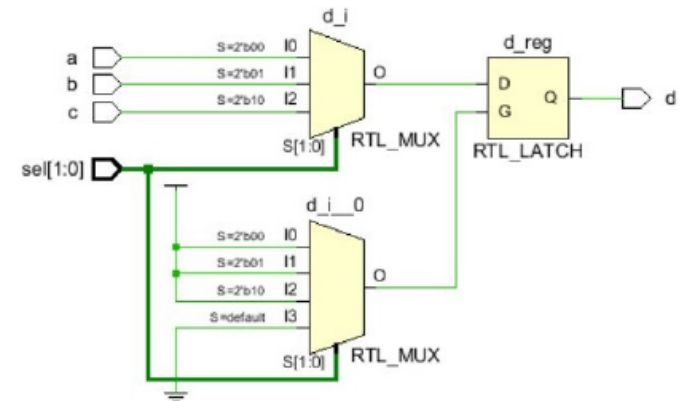 d_i
S=2'b00 I0
a
S=2'b01 I1
b
O
S=2'b10 I2
c
S[1:0]
RTL_MUX
sel[1:0]
d_reg
D
Q
G
d
RTL_LATCH
d_i__0
S=2'b00 I0
S=2'b01 I1
O
S=2'b10 I2
S=default I3
S[1:0]
RTL_MUX